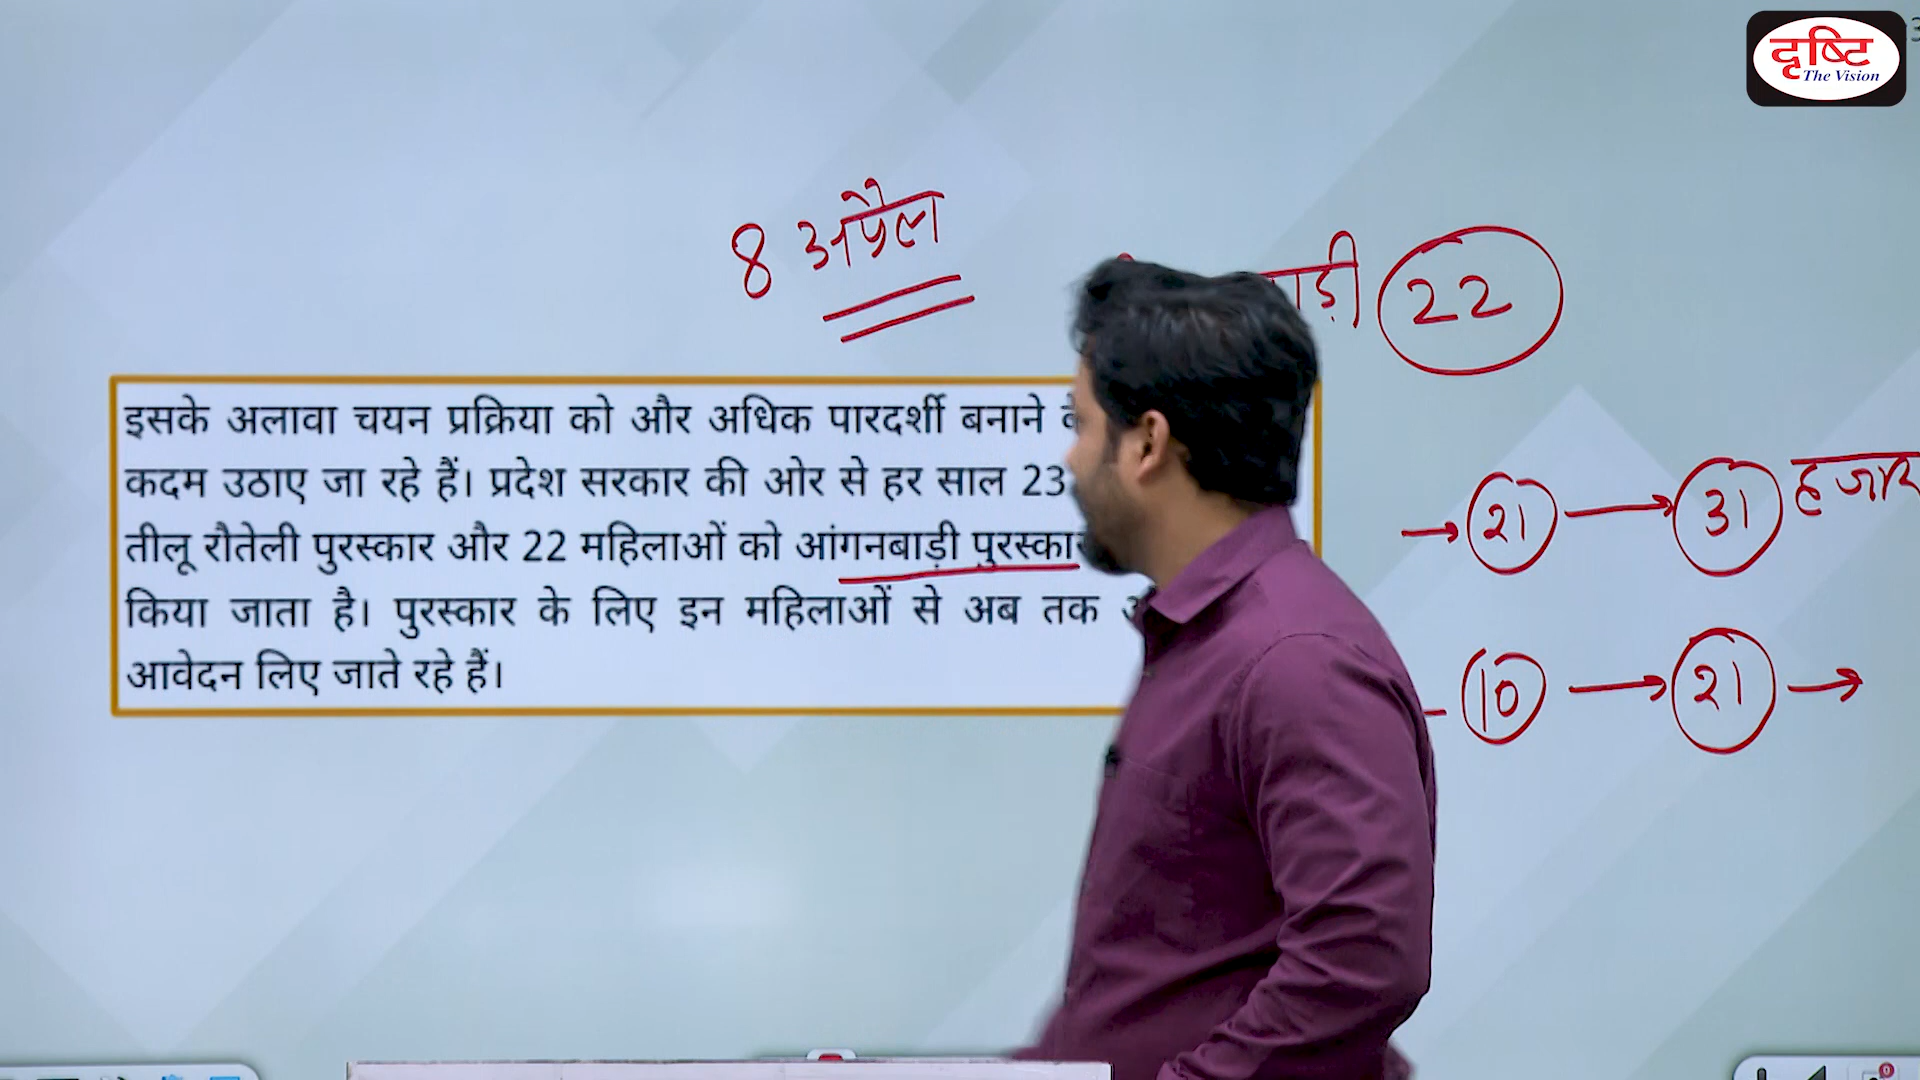 दृष्टि
The Vision
8 अप्रैल
22
इसके अलावा चयन प्रक्रिया को और अधिक पारदर्शी बनाने
कदम उठाए जा रहे हैं। प्रदेश सरकार की ओर से हर साल 23
तीलू रौतेली पुरस्कार और 22 महिलाओं को आंगनबाड़ी पुरस्कार
किया जाता है। पुरस्कार के लिए इन महिलाओं से अब तक
आवेदन लिए जाते रहे हैं।
→ 21 → 31 हजार
10 → 21 →